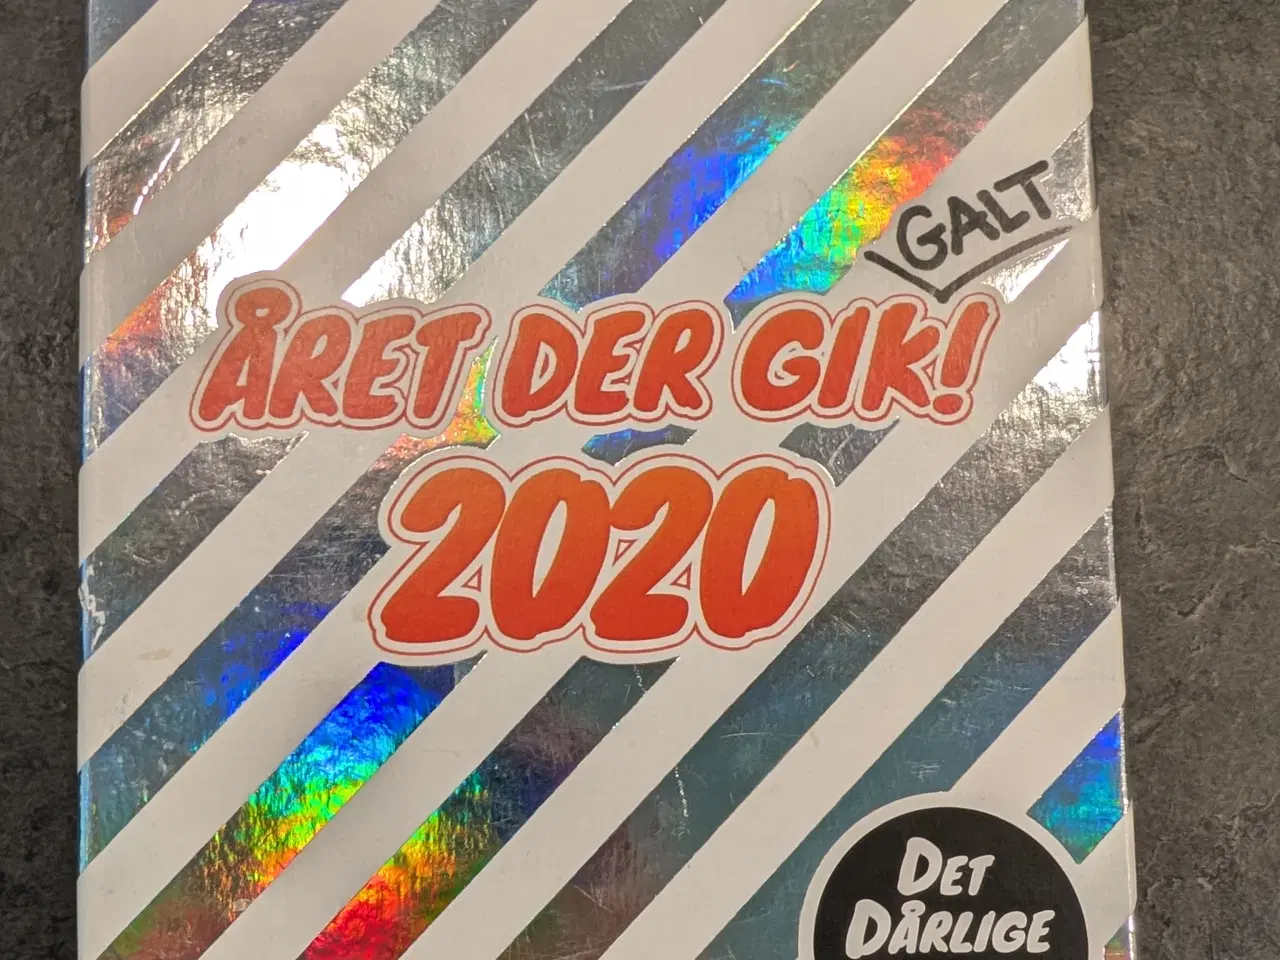 GALT
ÅRET DER GIK!
2020
DET
DÅRLIGE